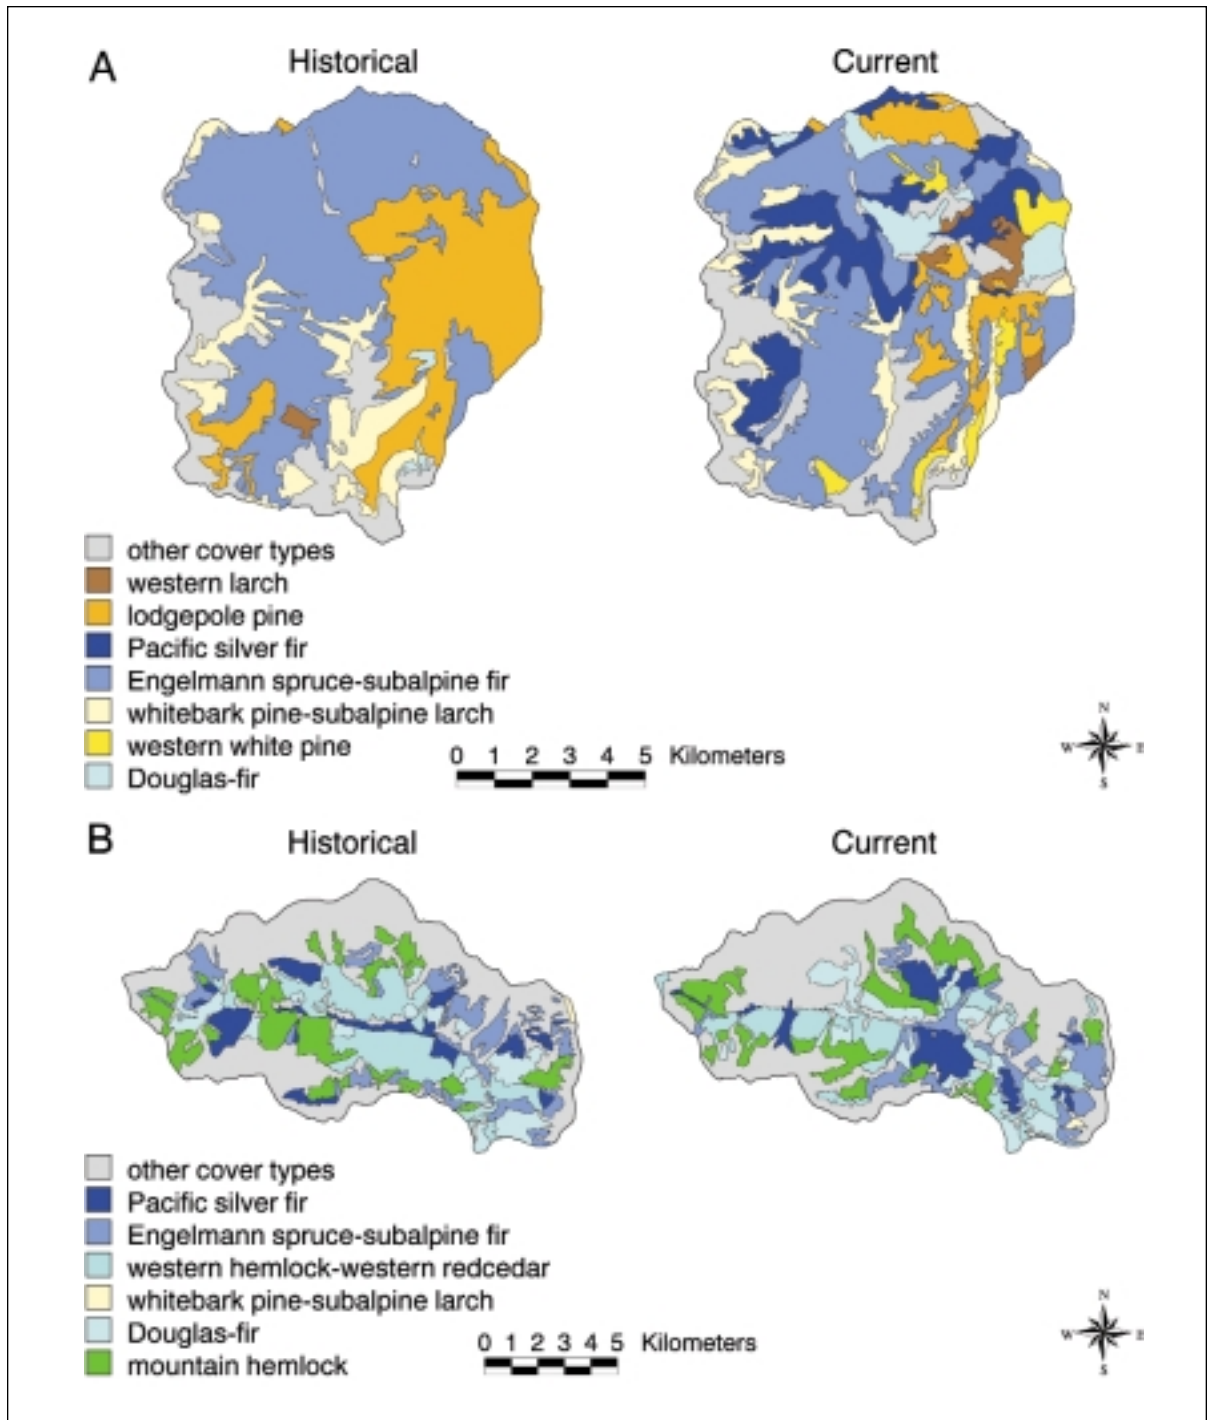 A
Historical
Current
other cover types
western larch
lodgepole pine
Pacific silver fir
Engelmann spruce-subalpine fir
whitebark pine-subalpine larch
western white pine
Douglas-fir
0 1 2 3 4 5 Kilometers
N
W E
S
B
Historical
Current
other cover types
Pacific silver fir
Engelmann spruce-subalpine fir
western hemlock-western redcedar
whitebark pine-subalpine larch
Douglas-fir
mountain hemlock
0 1 2 3 4 5 Kilometers
N
W E
S